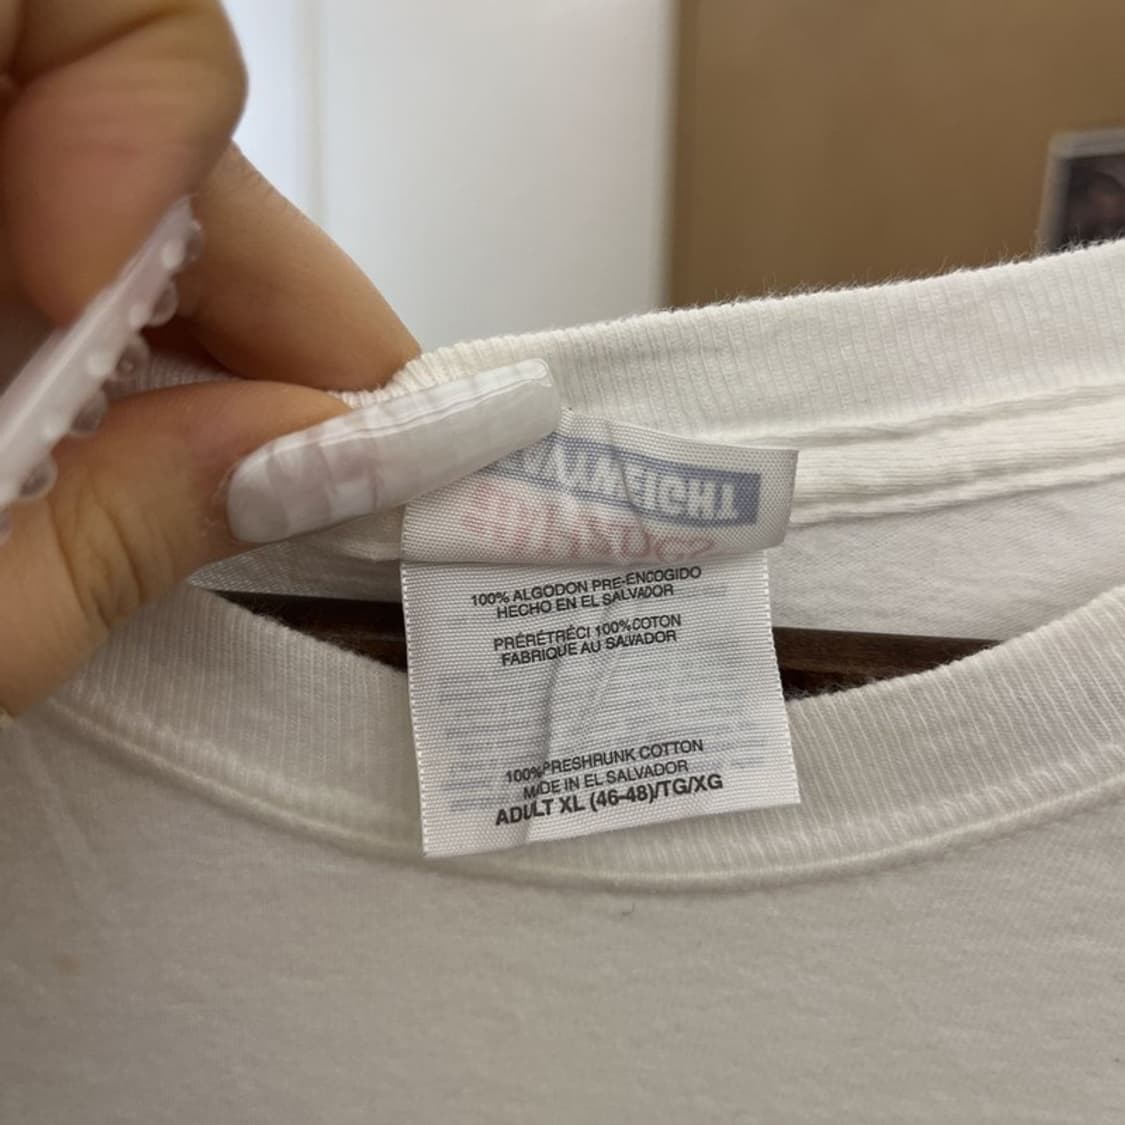 100% ALGODON PRE-ENCOGIDO
HECHO EN EL SALVADOR
PRÉRÉTRÉCI 100%COTON
FABRIQUE AU SALVADOR
100%PRESHRUNK COTTON
MADE IN EL SALVADOR
ADULT XL (46-48)/TG/XG